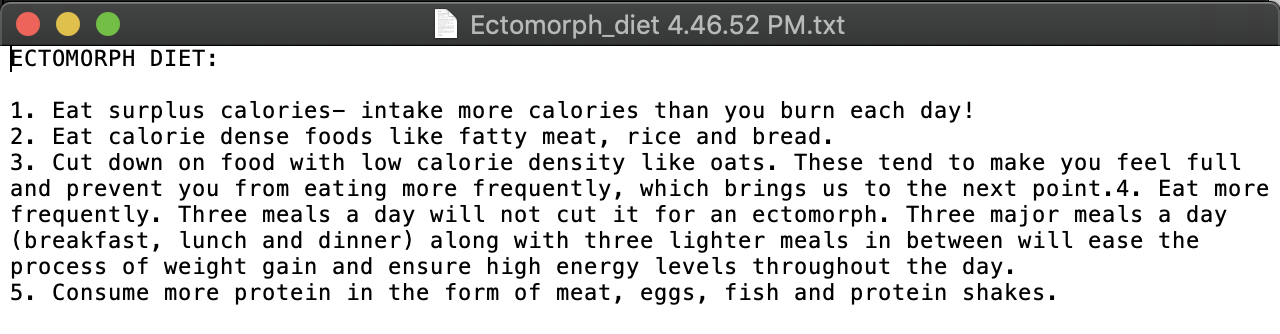 Ectomorph_diet 4.46.52 PM.txt
ECTOMORPH DIET:
1. Eat surplus calories– intake more calories than you burn each day!
2. Eat calorie dense foods like fatty meat, rice and bread.
3. Cut down on food with low calorie density like oats. These tend to make you feel full
and prevent you from eating more frequently, which brings us to the next point.4. Eat more
frequently. Three meals a day will not cut it for an ectomorph. Three major meals a day
(breakfast, lunch and dinner) along with three lighter meals in between will ease the
process of weight gain and ensure high energy levels throughout the day.
5. Consume more protein in the form of meat, eggs, fish and protein shakes.